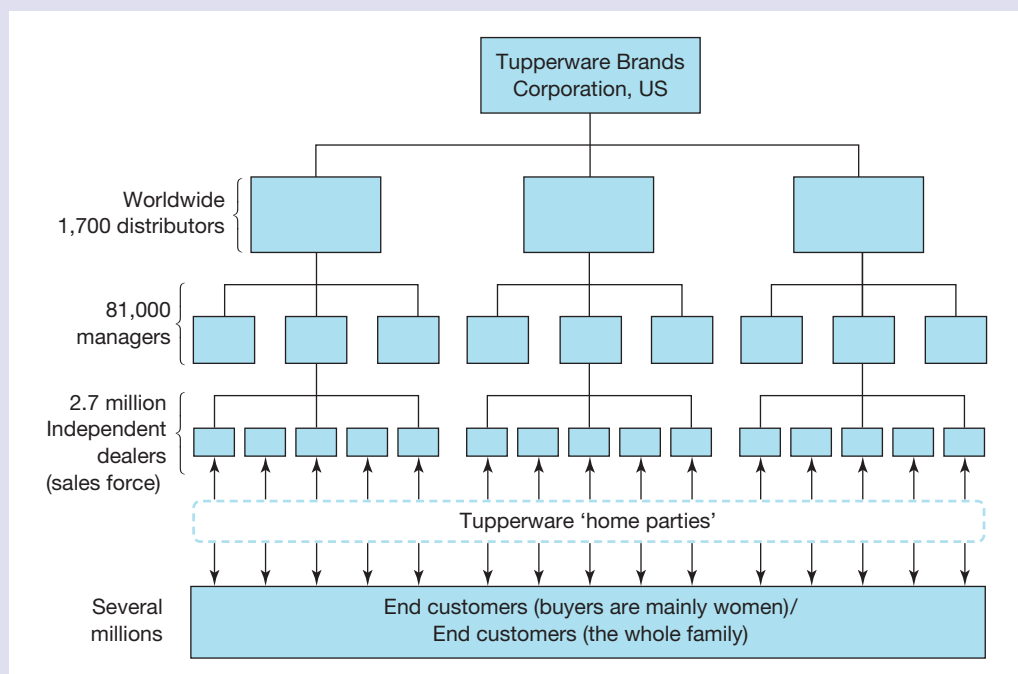 Tupperware Brands
Corporation, US
Worldwide
1,700 distributors
81,000
managers
2.7 million
Independent
dealers
(sales force)
Tupperware ‘home parties’
Several
millions
End customers (buyers are mainly women)/
End customers (the whole family)